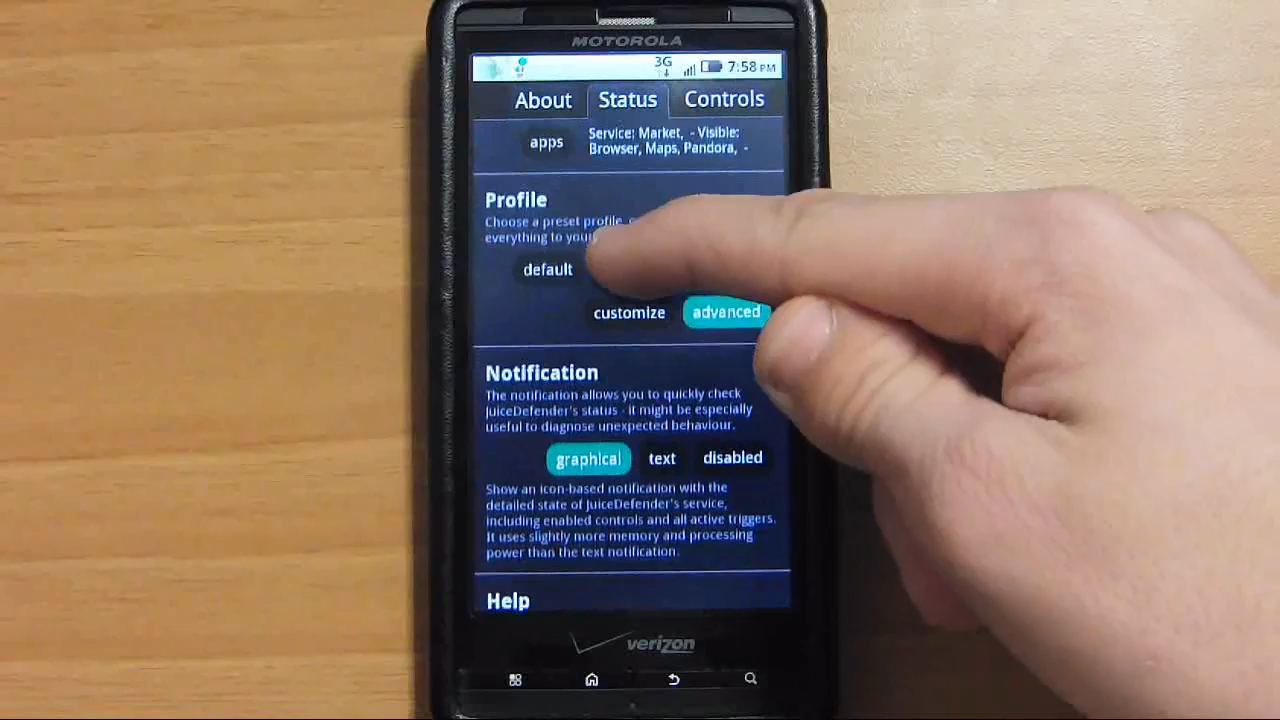 MOTOROLA
3G 7:58 PM
About Status Controls
apps
Service: Market, - Visible:
Browser, Maps, Pandora, -
Profile
Choose a preset profile,
everything to
default
customize advanced
Notification
The notification allows you to quickly check
JuiceDefender's status - it might be especially
useful to diagnose unexpected behaviour.
graphical text disabled
Show an icon-based notification with the
detailed state of JuiceDefender's service,
including enabled controls and all active triggers.
It uses slightly more memory and processing
power than the text notification.
Help
verizon